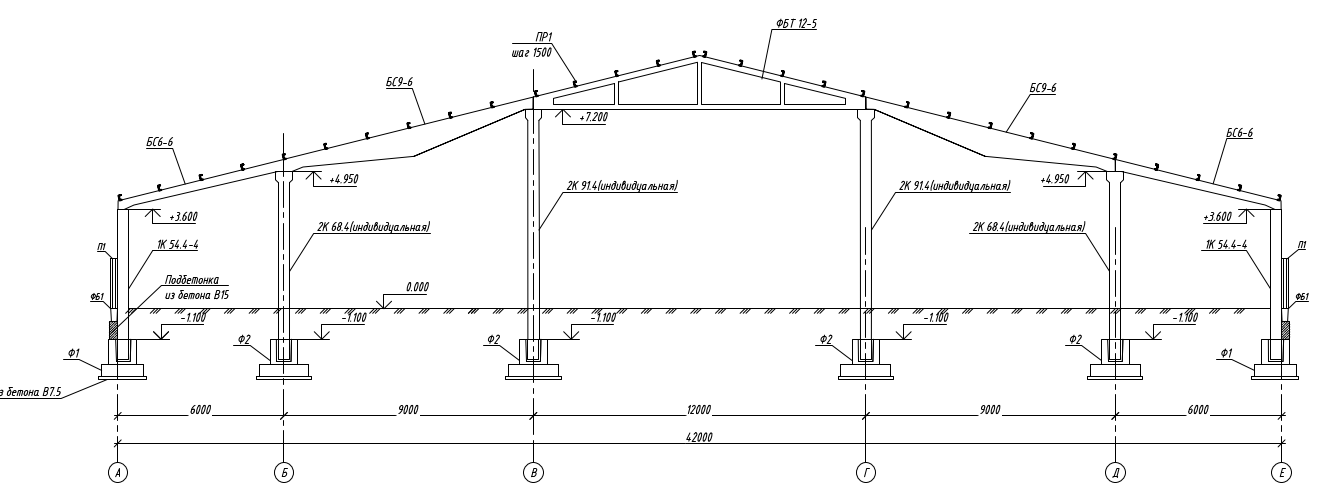 ФБТ 12-5
ПР1
шаг 1500
БС9-6
БС9-6
БС6-6
БС6-6
+7.200
+4.950
+4.950
2К 91.4(индивидуальная)
2К 91.4(индивидуальная)
+3.600
+3.600
2К 68.4(индивидуальная)
2К 68.4(индивидуальная)
П1
1К 54.4-4
1К 54.4-4
П1
Подбетонка
из бетона В15
ФБ1
0.000
ФБ1
-1.100
-1.100
-1.100
-1.100
-1.100
Ф1
Ф2
Ф2
Ф2
Ф2
Ф1
з бетона В7.5
6000
9000
12000
9000
6000
42000
А
Б
В
Г
Д
Е